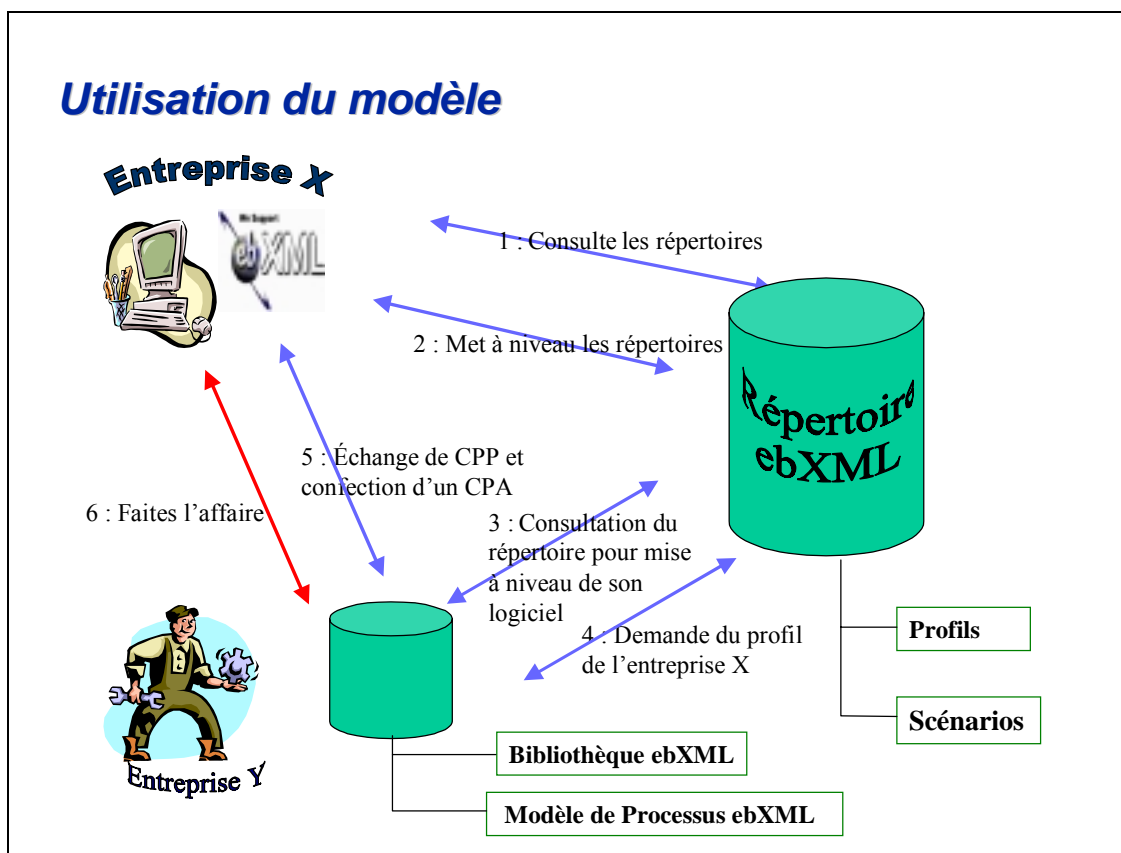 Utilisation du modèle
Entreprise X
We Support
ebXML
1 : Consulte les répertoires
2 : Met à niveau les répertoires
Répertoire
ebXML
5 : Échange de CPP et
confection d'un CPA
6 : Faites l'affaire
3 : Consultation du
répertoire pour mise
à niveau de son
logiciel
4 : Demande du profil
de l'entreprise X
Profils
Scénarios
Entreprise Y
Bibliothèque ebXML
Modèle de Processus ebXML